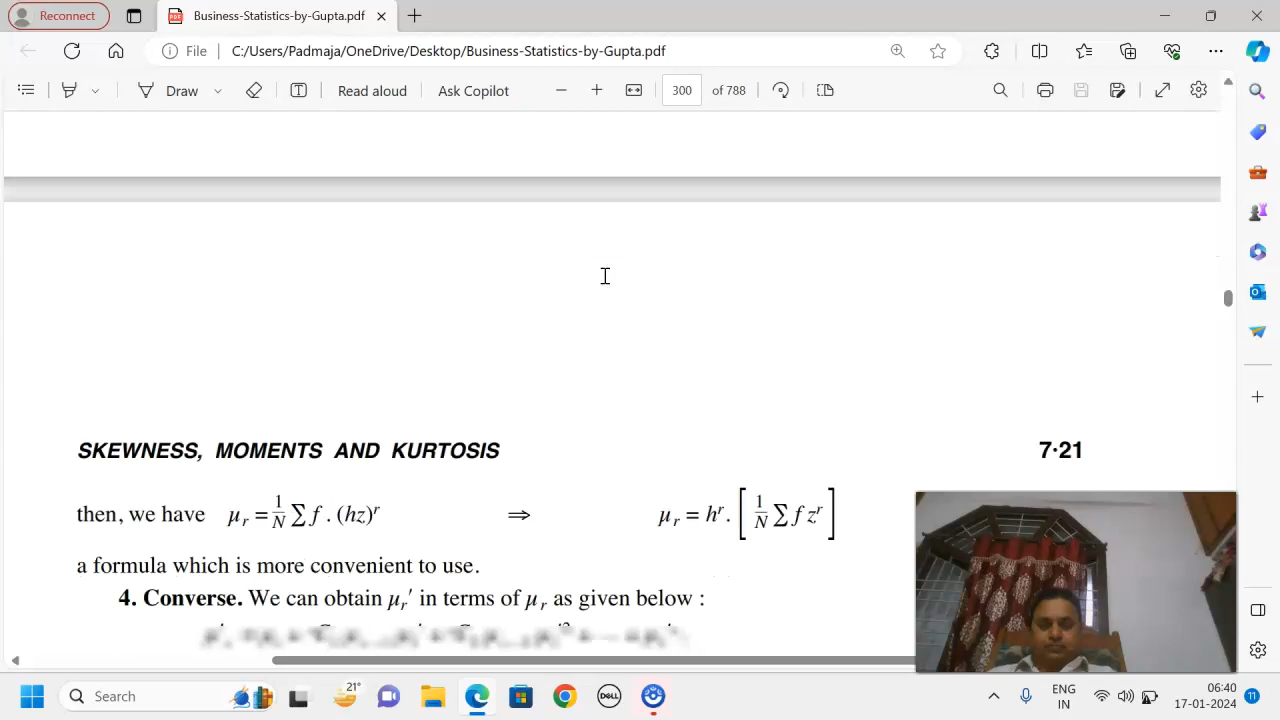 Reconnect
Business-Statistics-by-Gupta.pdf
File C:/Users/Padmaja/OneDrive/Desktop/Business-Statistics-by-Gupta.pdf
Draw Read aloud Ask Copilot 300 of 788
SKEWNESS, MOMENTS AND KURTOSIS 7·21
then, we have μr = 1/N ∑ f . (hz)^r ⇒ μr = h^r . [ 1/N ∑ f z^r ]
a formula which is more convenient to use.
4. Converse. We can obtain μr′ in terms of μr as given below :
Search 21° DELL ENG IN 06:40 17-01-2024 11